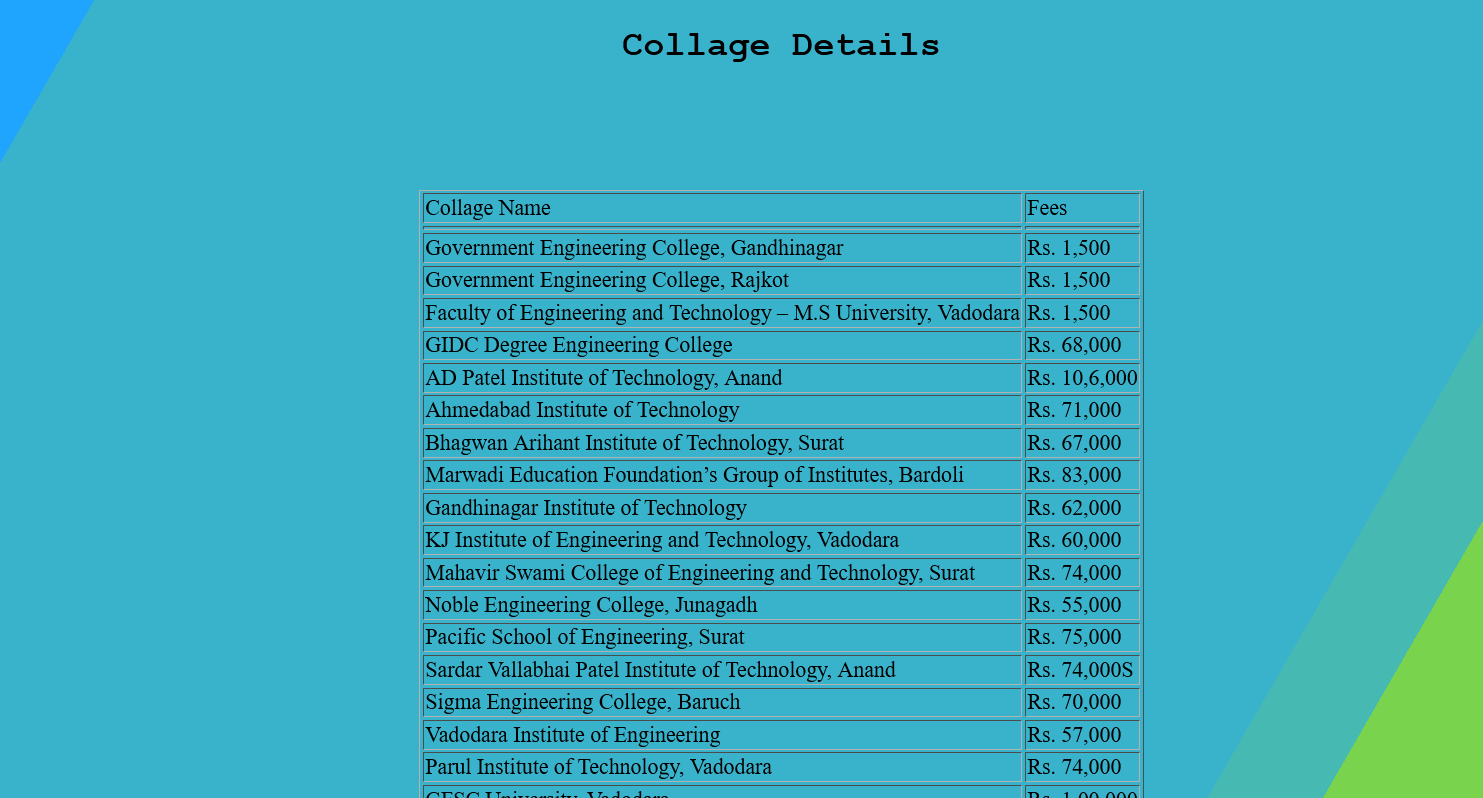 Collage Details
Collage Name Fees
Government Engineering College, Gandhinagar Rs. 1,500
Government Engineering College, Rajkot Rs. 1,500
Faculty of Engineering and Technology – M.S University, Vadodara Rs. 1,500
GIDC Degree Engineering College Rs. 68,000
AD Patel Institute of Technology, Anand Rs. 10,6,000
Ahmedabad Institute of Technology Rs. 71,000
Bhagwan Arihant Institute of Technology, Surat Rs. 67,000
Marwadi Education Foundation’s Group of Institutes, Bardoli Rs. 83,000
Gandhinagar Institute of Technology Rs. 62,000
KJ Institute of Engineering and Technology, Vadodara Rs. 60,000
Mahavir Swami College of Engineering and Technology, Surat Rs. 74,000
Noble Engineering College, Junagadh Rs. 55,000
Pacific School of Engineering, Surat Rs. 75,000
Sardar Vallabhai Patel Institute of Technology, Anand Rs. 74,000S
Sigma Engineering College, Baruch Rs. 70,000
Vadodara Institute of Engineering Rs. 57,000
Parul Institute of Technology, Vadodara Rs. 74,000
University, Vadodara Rs. 1,00,000